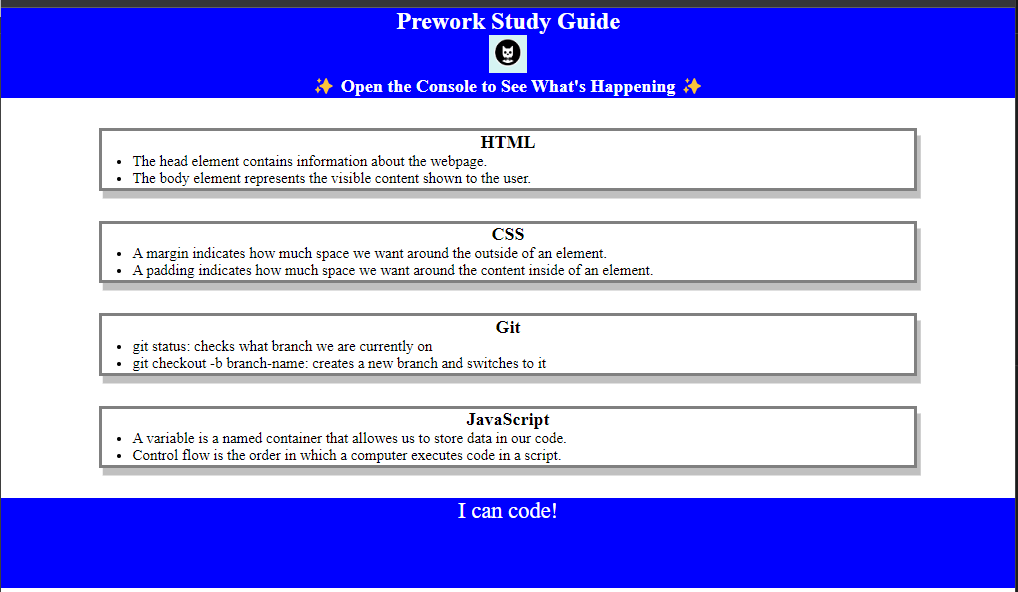 Prework Study Guide
✨ Open the Console to See What's Happening ✨
HTML
• The head element contains information about the webpage.
• The body element represents the visible content shown to the user.
CSS
• A margin indicates how much space we want around the outside of an element.
• A padding indicates how much space we want around the content inside of an element.
Git
• git status: checks what branch we are currently on
• git checkout -b branch-name: creates a new branch and switches to it
JavaScript
• A variable is a named container that allowes us to store data in our code.
• Control flow is the order in which a computer executes code in a script.
I can code!